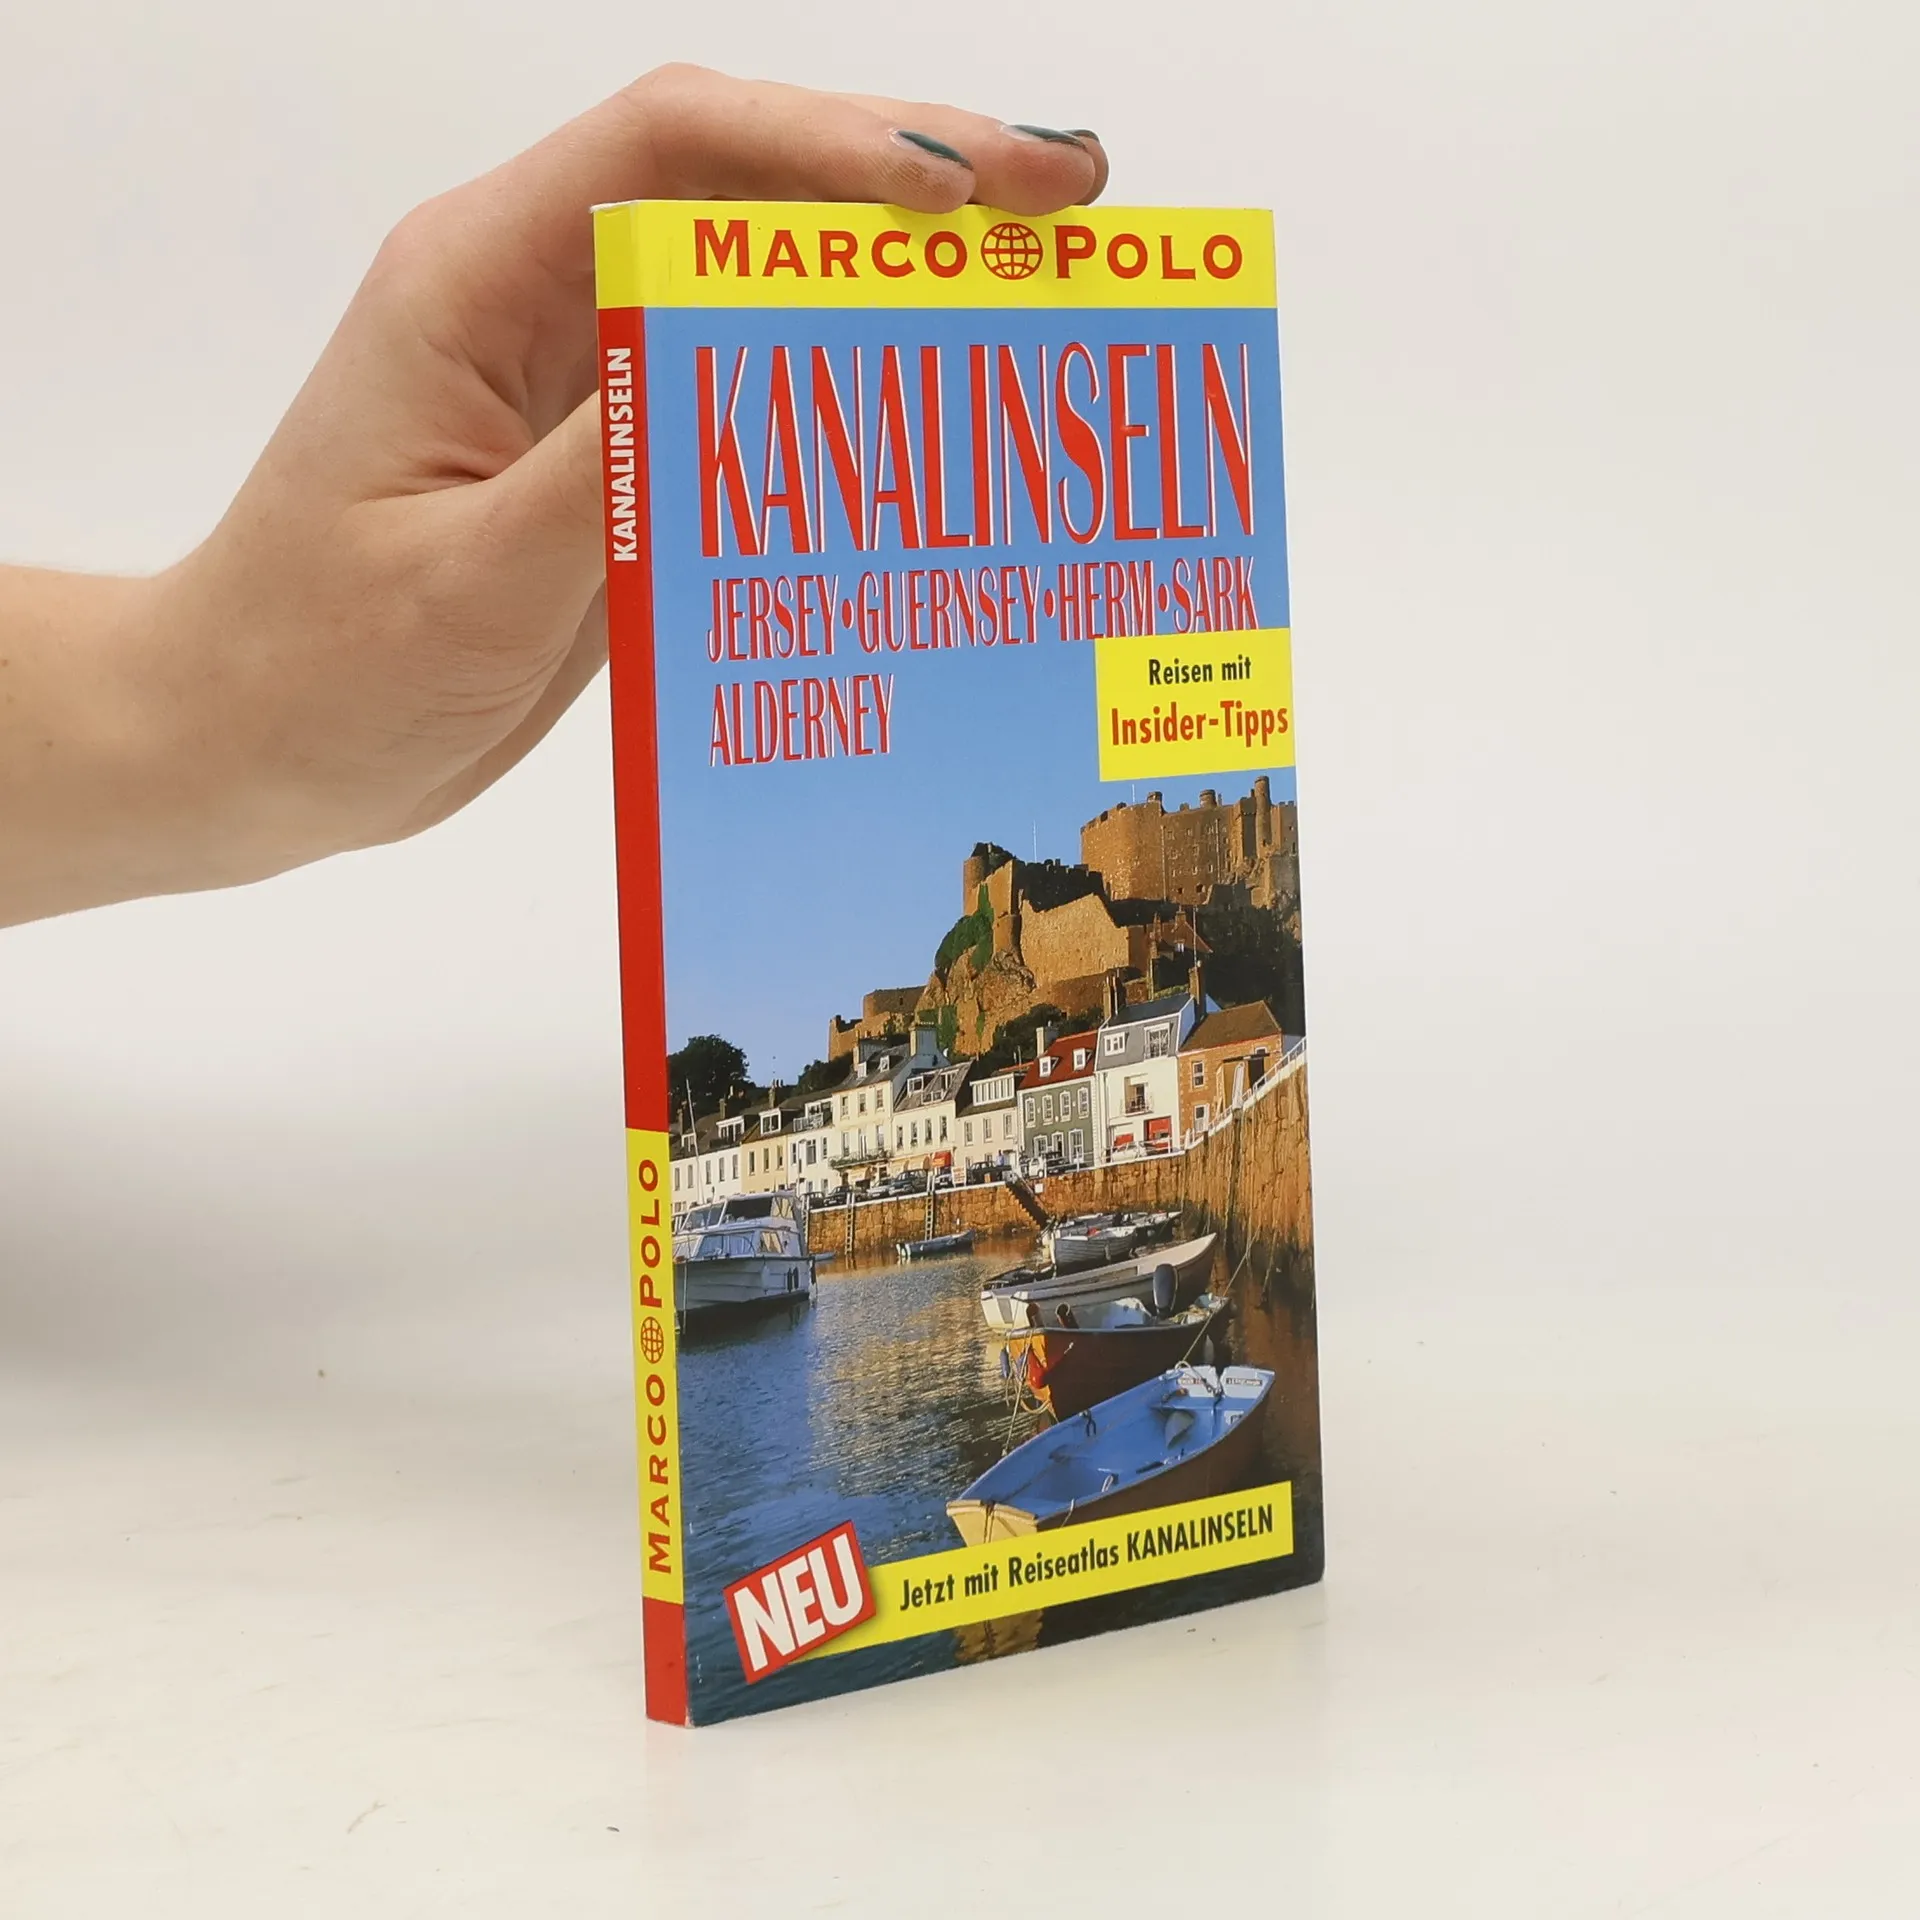 MARCO POLO
KANALINSELN
JERSEY•GUERNSEY•HERM•SARK
ALDERNEY
Reisen mit
Insider-Tipps
NEU
Jetzt mit Reiseatlas KANALINSELN
KANALINSELN
MARCO POLO